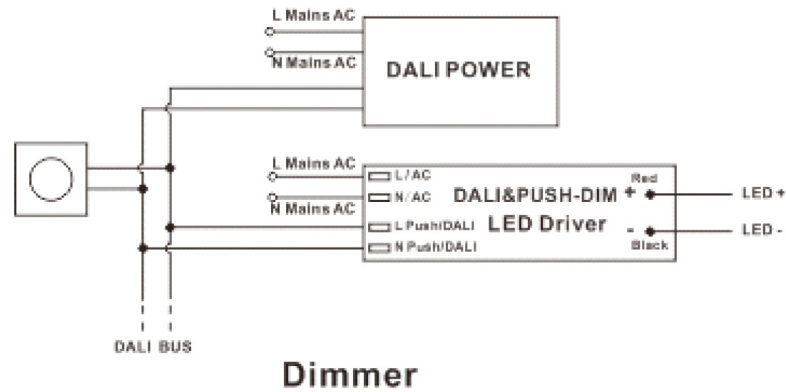 L Mains AC
N Mains AC
DALI POWER
L Mains AC
N Mains AC
L/AC
N/AC
L Push/DALI
N Push/DALI
DALI&PUSH-DIM
LED Driver
Red
+
-
Black
LED +
LED -
DALI BUS
Dimmer